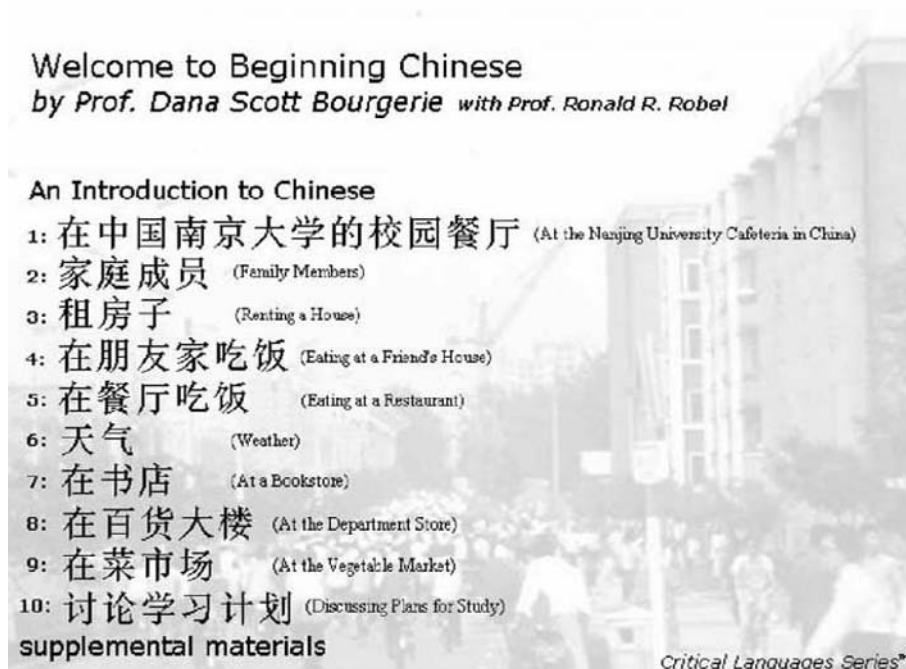 Welcome to Beginning Chinese
by Prof. Dana Scott Bourgerie with Prof. Ronald R. Robel
An Introduction to Chinese
1: 在中国南京大学的校园餐厅 (At the Nanjing University Cafeteria in China)
2: 家庭成员 (Family Members)
3: 租房子 (Renting a House)
4: 在朋友家吃饭 (Eating at a Friend's House)
5: 在餐厅吃饭 (Eating at a Restaurant)
6: 天气 (Weather)
7: 在书店 (At a Bookstore)
8: 在百货大楼 (At the Department Store)
9: 在菜市场 (At the Vegetable Market)
10: 讨论学习计划 (Discussing Plans for Study)
supplemental materials
Critical Languages Series™